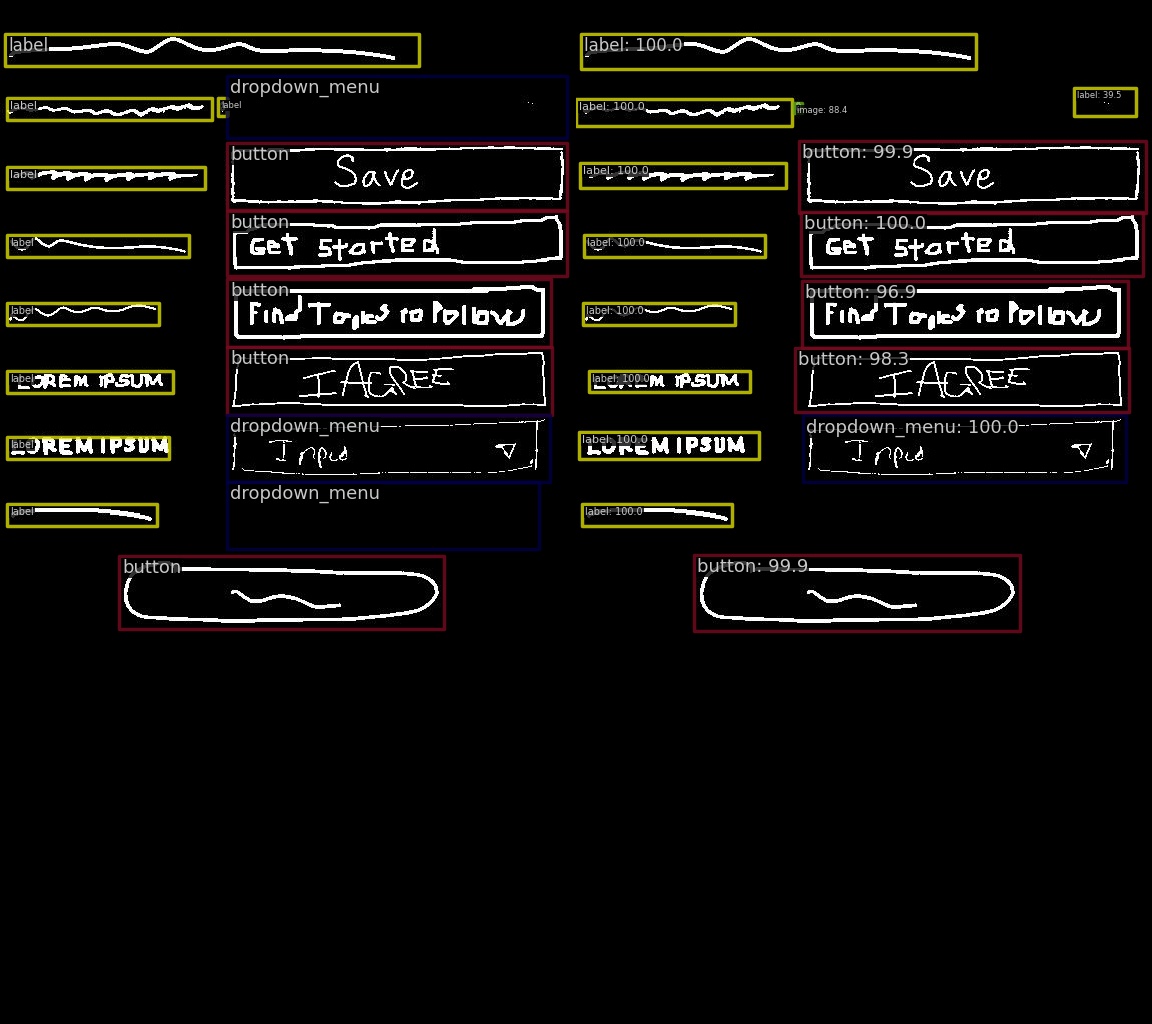 label label: 100.0
dropdown_menu
label label label: 100.0 image: 88.4 label: 39.5
button button: 99.9
label Save label: 100.0 Save
button button: 100.0
label Get Started label: 100.0 Get Started
button button: 96.9
label Find Topics to Follow label: 100.0 Find Topics to Follow
button button: 98.3
label LOREM IPSUM I AGREE label: 100.0 LOREM IPSUM I AGREE
dropdown_menu dropdown_menu: 100.0
label LOREM IPSUM Input label: 100.0 LOREM IPSUM Input
dropdown_menu
label label: 100.0
button button: 99.9